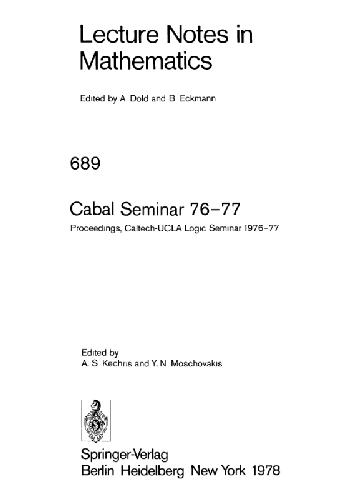 Lecture Notes in
Mathematics
Edited by A. Dold and B. Eckmann
689
Cabal Seminar 76–77
Proceedings, Caltech-UCLA Logic Seminar 1976–77
Edited by
A. S. Kechris and Y. N. Moschovakis
Springer-Verlag
Berlin Heidelberg New York 1978